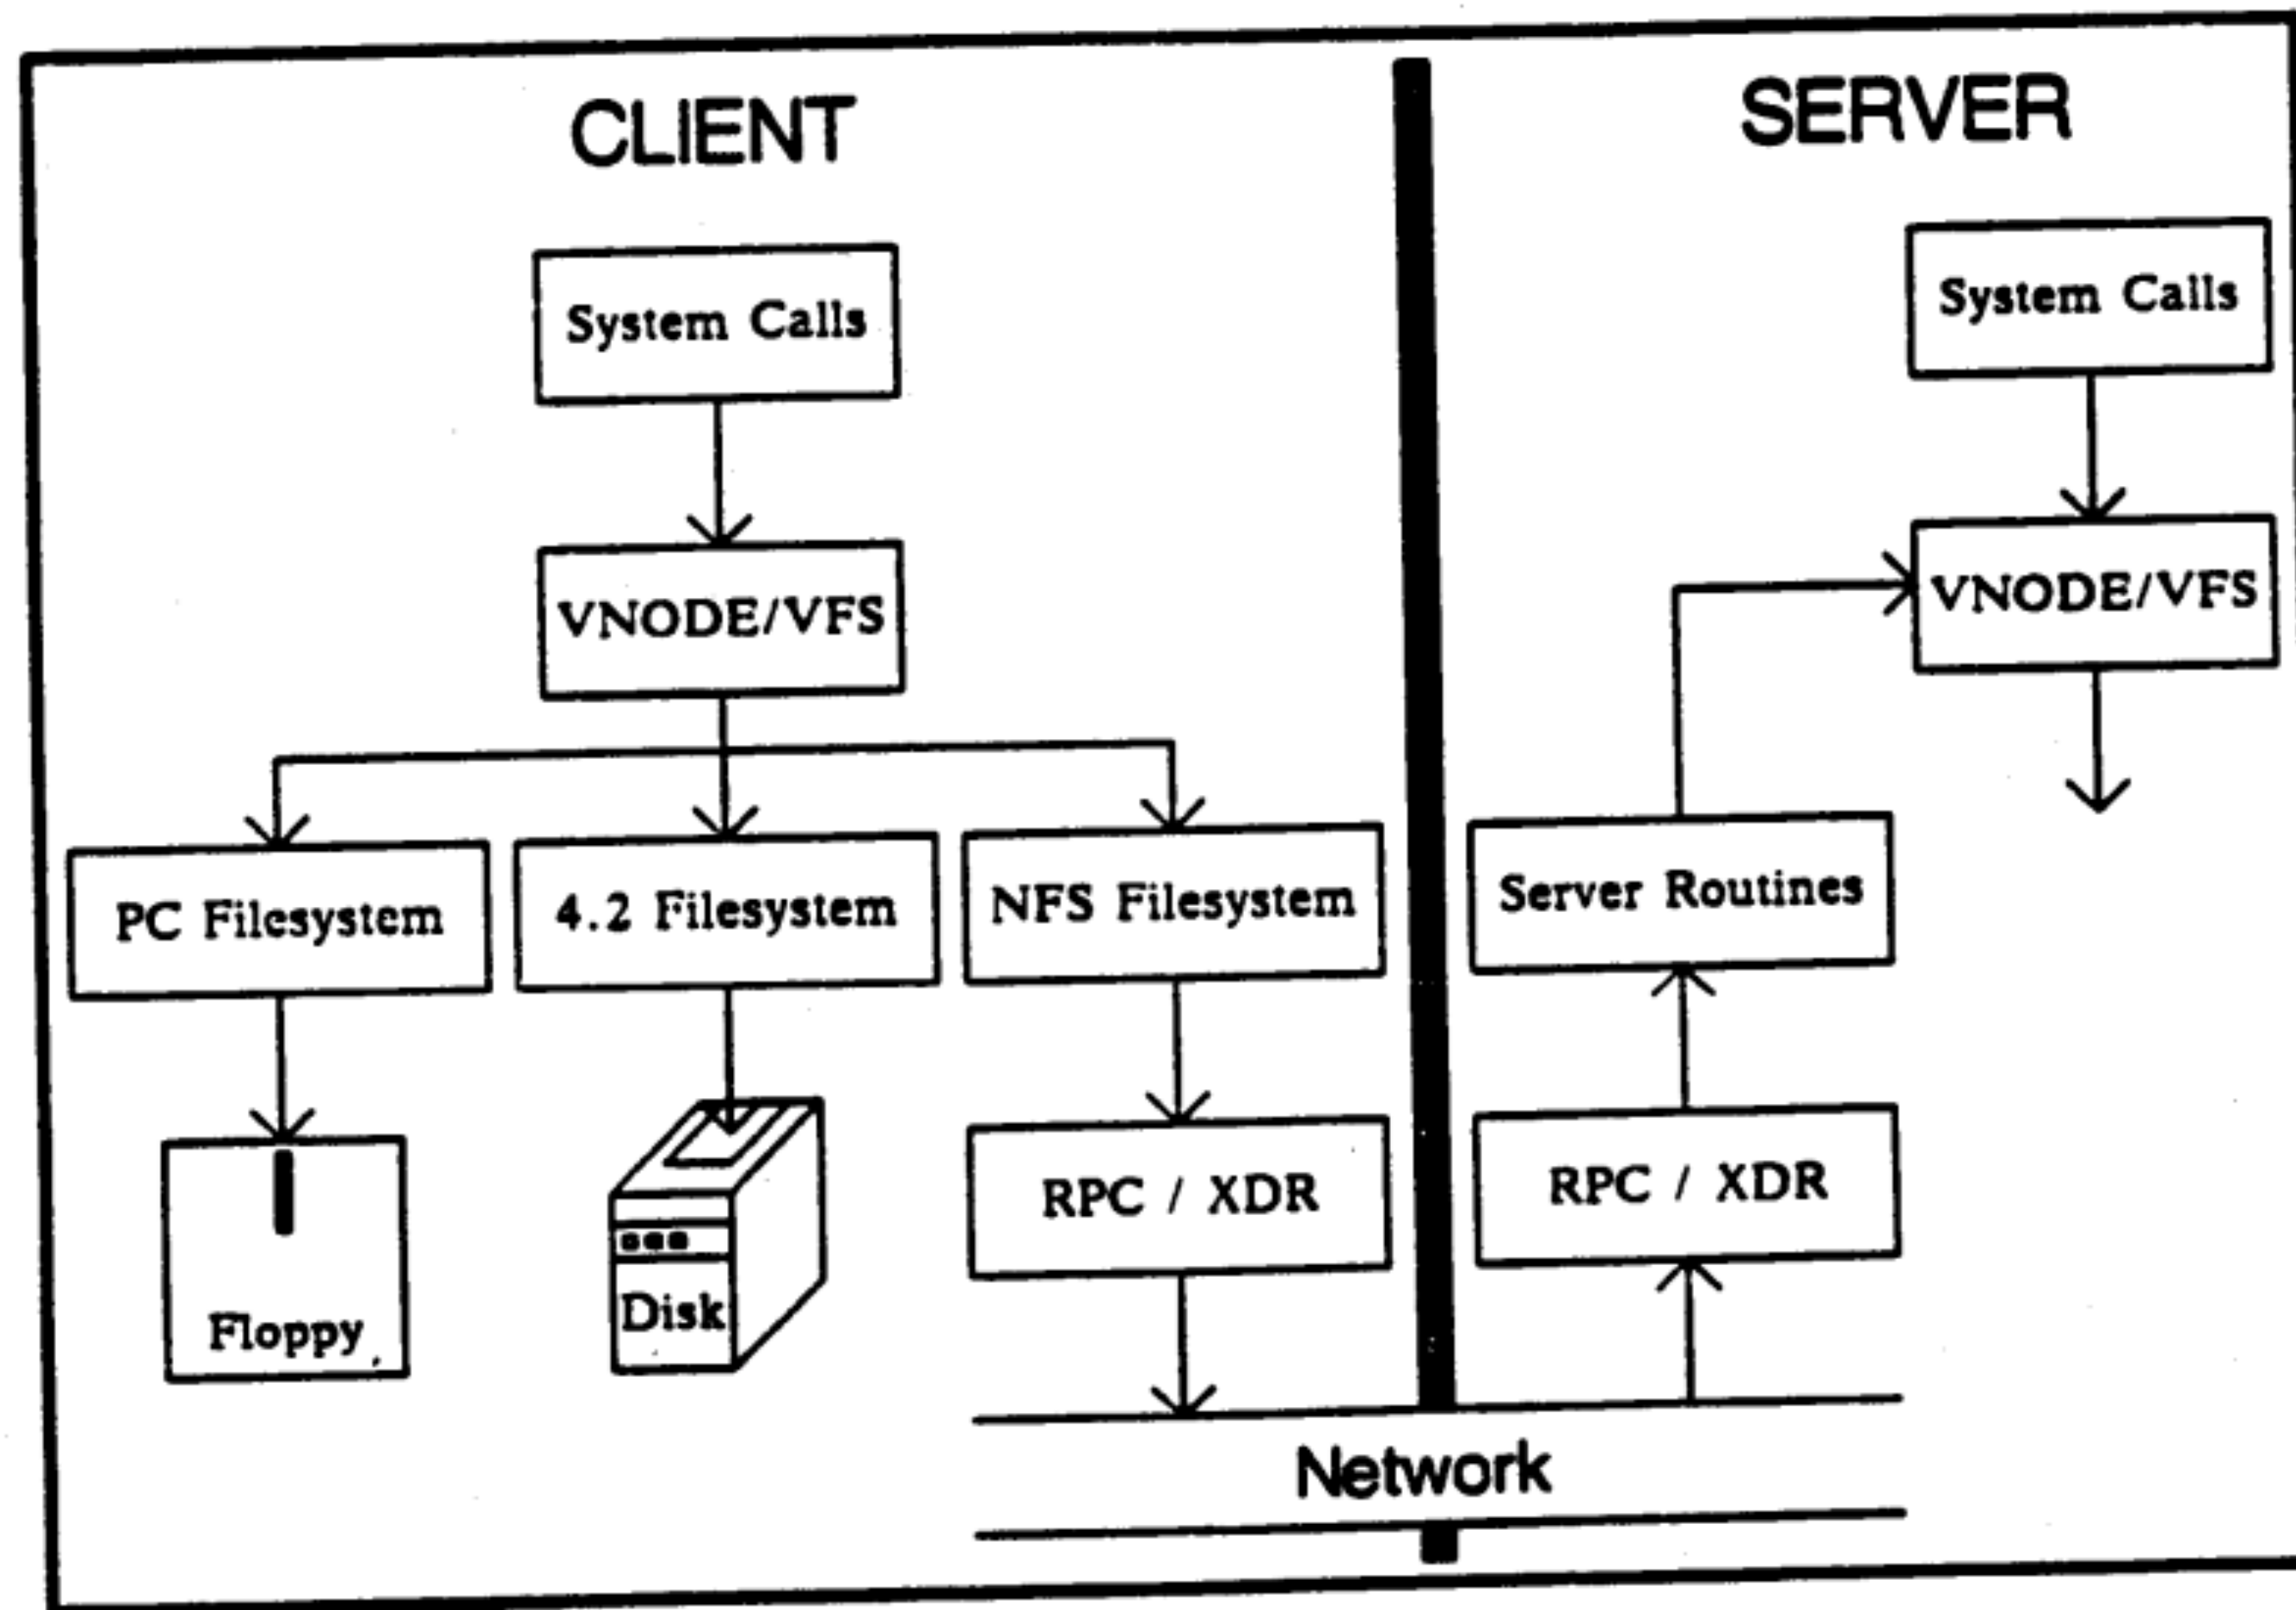 CLIENT
SERVER
System Calls
System Calls
VNODE/VFS
VNODE/VFS
PC Filesystem
4.2 Filesystem
NFS Filesystem
Server Routines
RPC / XDR
RPC / XDR
Floppy
Disk
Network